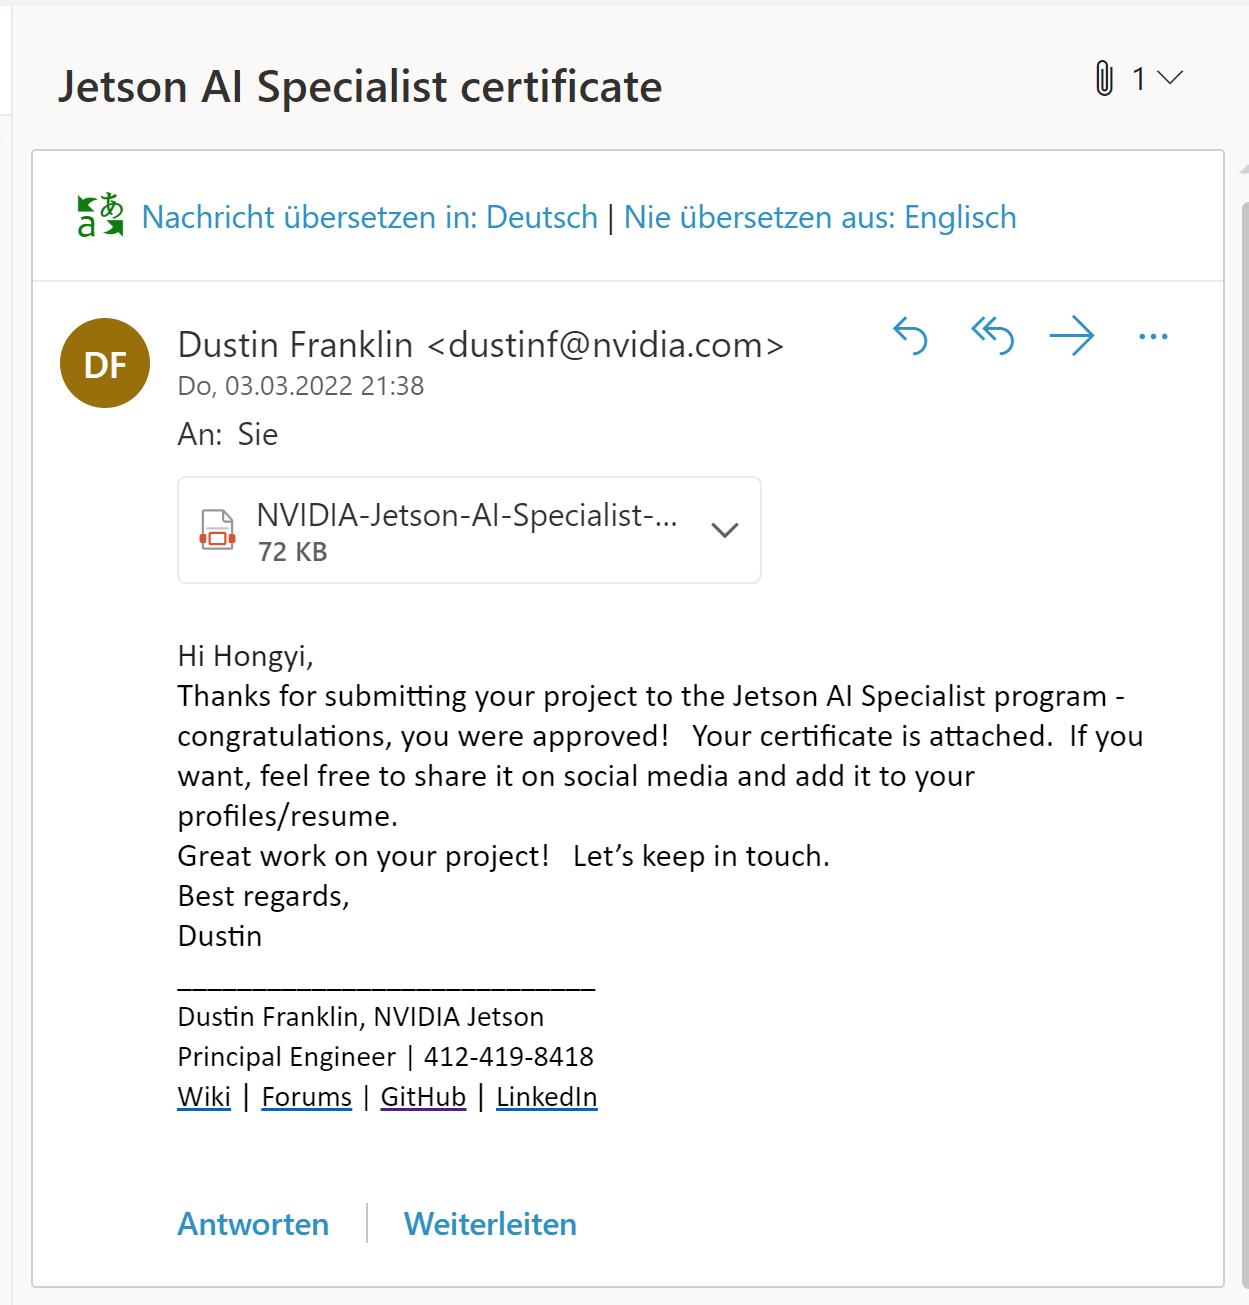 Jetson AI Specialist certificate
1
Nachricht übersetzen in: Deutsch | Nie übersetzen aus: Englisch
DF
Dustin Franklin <dustinf@nvidia.com>
Do, 03.03.2022 21:38
An: Sie
NVIDIA-Jetson-AI-Specialist-...
72 KB
Hi Hongyi,
Thanks for submitting your project to the Jetson AI Specialist program -
congratulations, you were approved!   Your certificate is attached.  If you
want, feel free to share it on social media and add it to your
profiles/resume.
Great work on your project!   Let’s keep in touch.
Best regards,
Dustin
____________________________
Dustin Franklin, NVIDIA Jetson
Principal Engineer | 412-419-8418
Wiki | Forums | GitHub | LinkedIn
Antworten | Weiterleiten